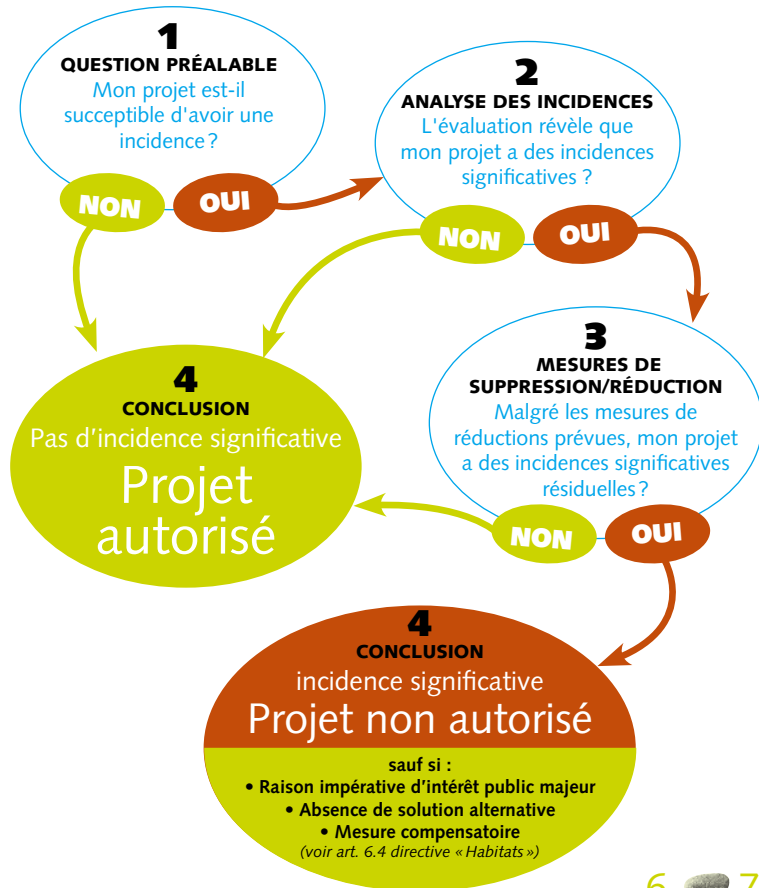 1
QUESTION PRÉALABLE
Mon projet est-il
succeptible d'avoir une
incidence ?
NON
OUI
2
ANALYSE DES INCIDENCES
L'évaluation révèle que
mon projet a des incidences
significatives ?
NON
OUI
3
MESURES DE
SUPPRESSION/RÉDUCTION
Malgré les mesures de
réductions prévues, mon projet
a des incidences significatives
résiduelles ?
NON
OUI
4
CONCLUSION
Pas d'incidence significative
Projet
autorisé
4
CONCLUSION
incidence significative
Projet non autorisé
sauf si :
• Raison impérative d'intérêt public majeur
• Absence de solution alternative
• Mesure compensatoire
(voir art. 6.4 directive « Habitats »)
6 7